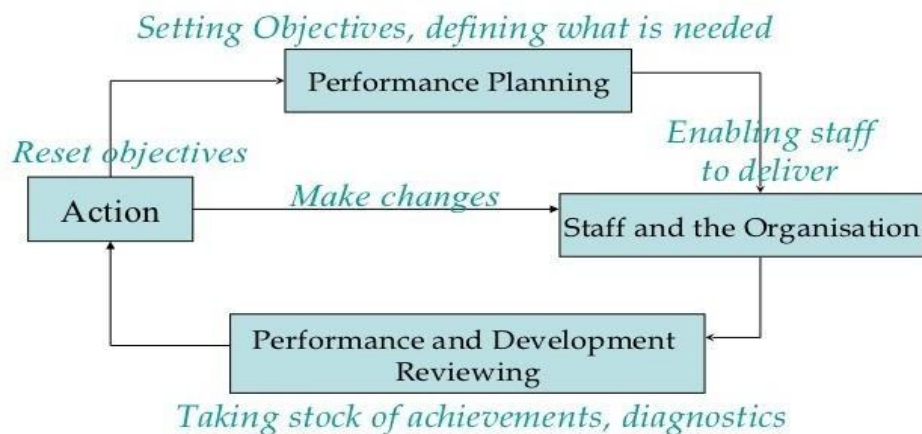 Setting Objectives, defining what is needed
Performance Planning
Enabling staff
to deliver
Reset objectives
Action
Make changes
Staff and the Organisation
Performance and Development
Reviewing
Taking stock of achievements, diagnostics